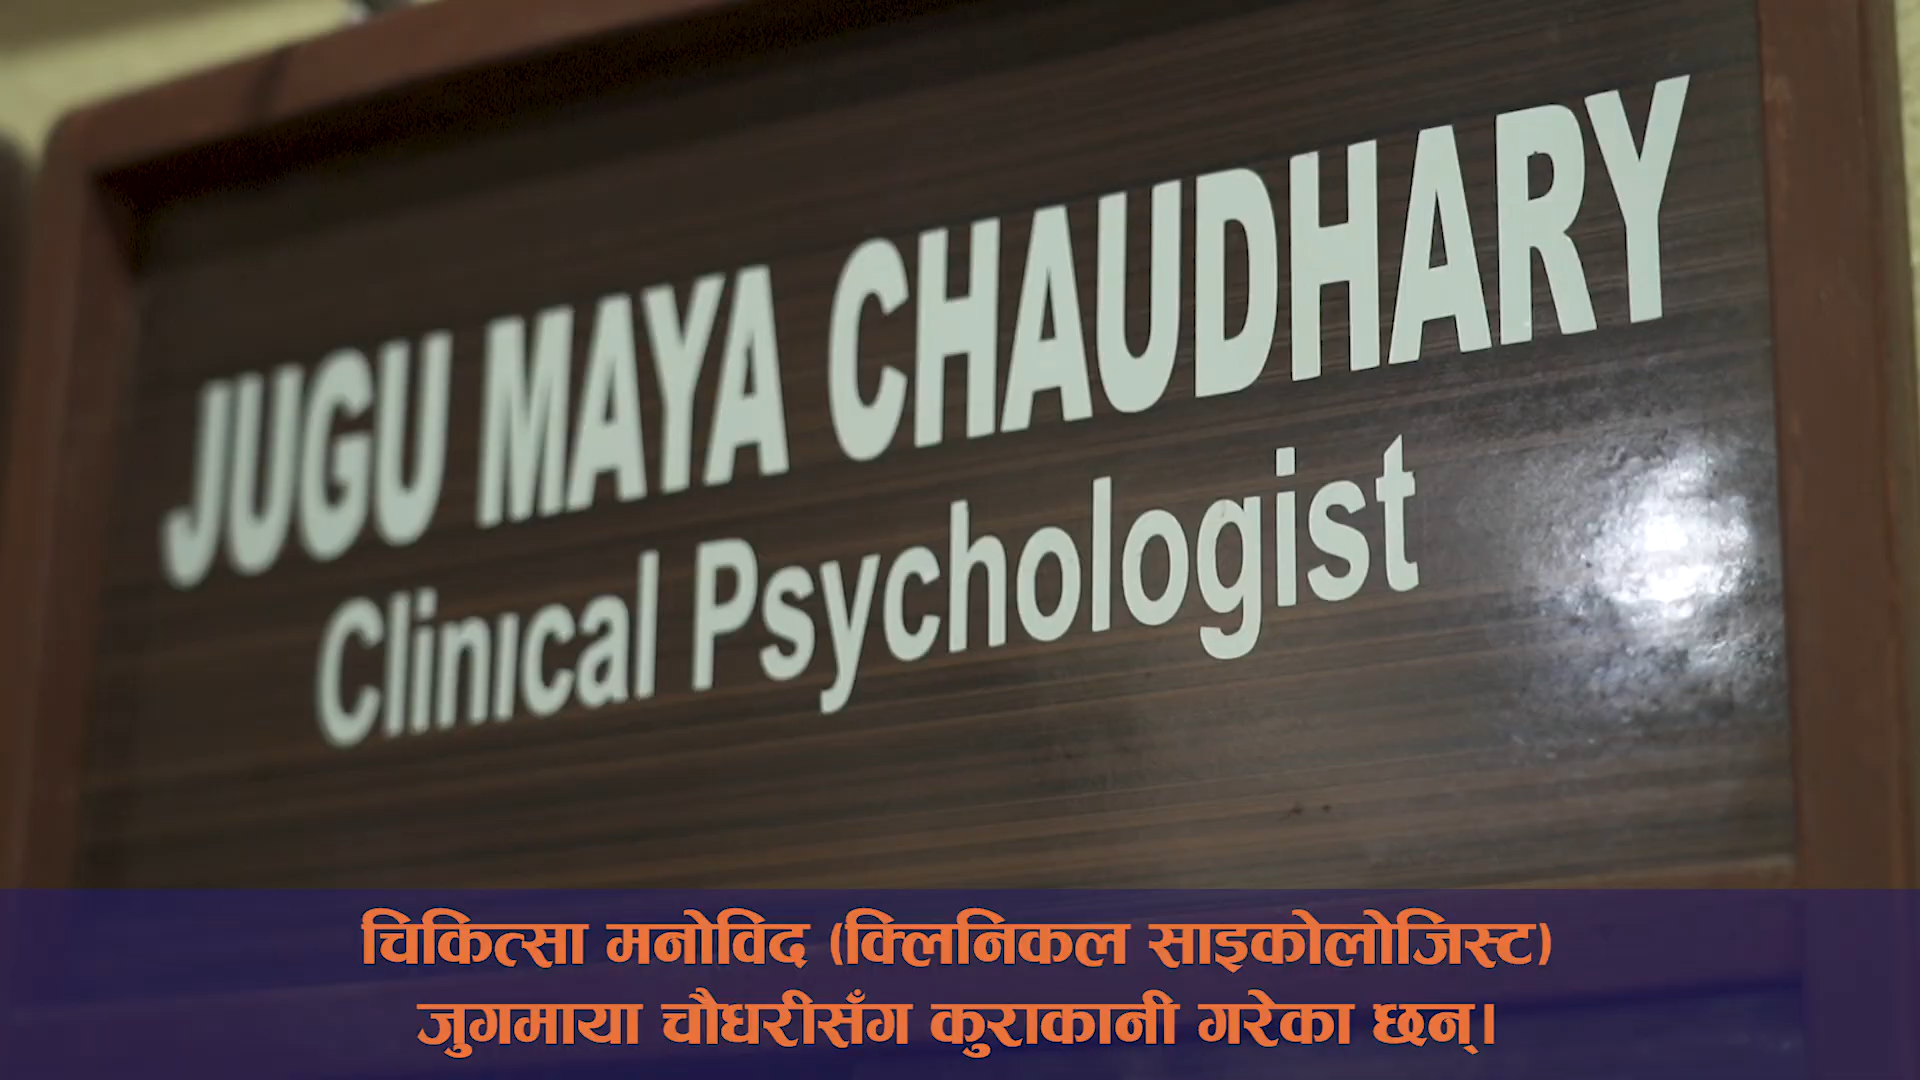 JUGU MAYA CHAUDHARY
Clinical Psychologist
चिकित्सा मनोविद (क्लिनिकल साइकोलोजिस्ट)
जुगमाया चौधरीसँग कुराकानी गरेका छन्।